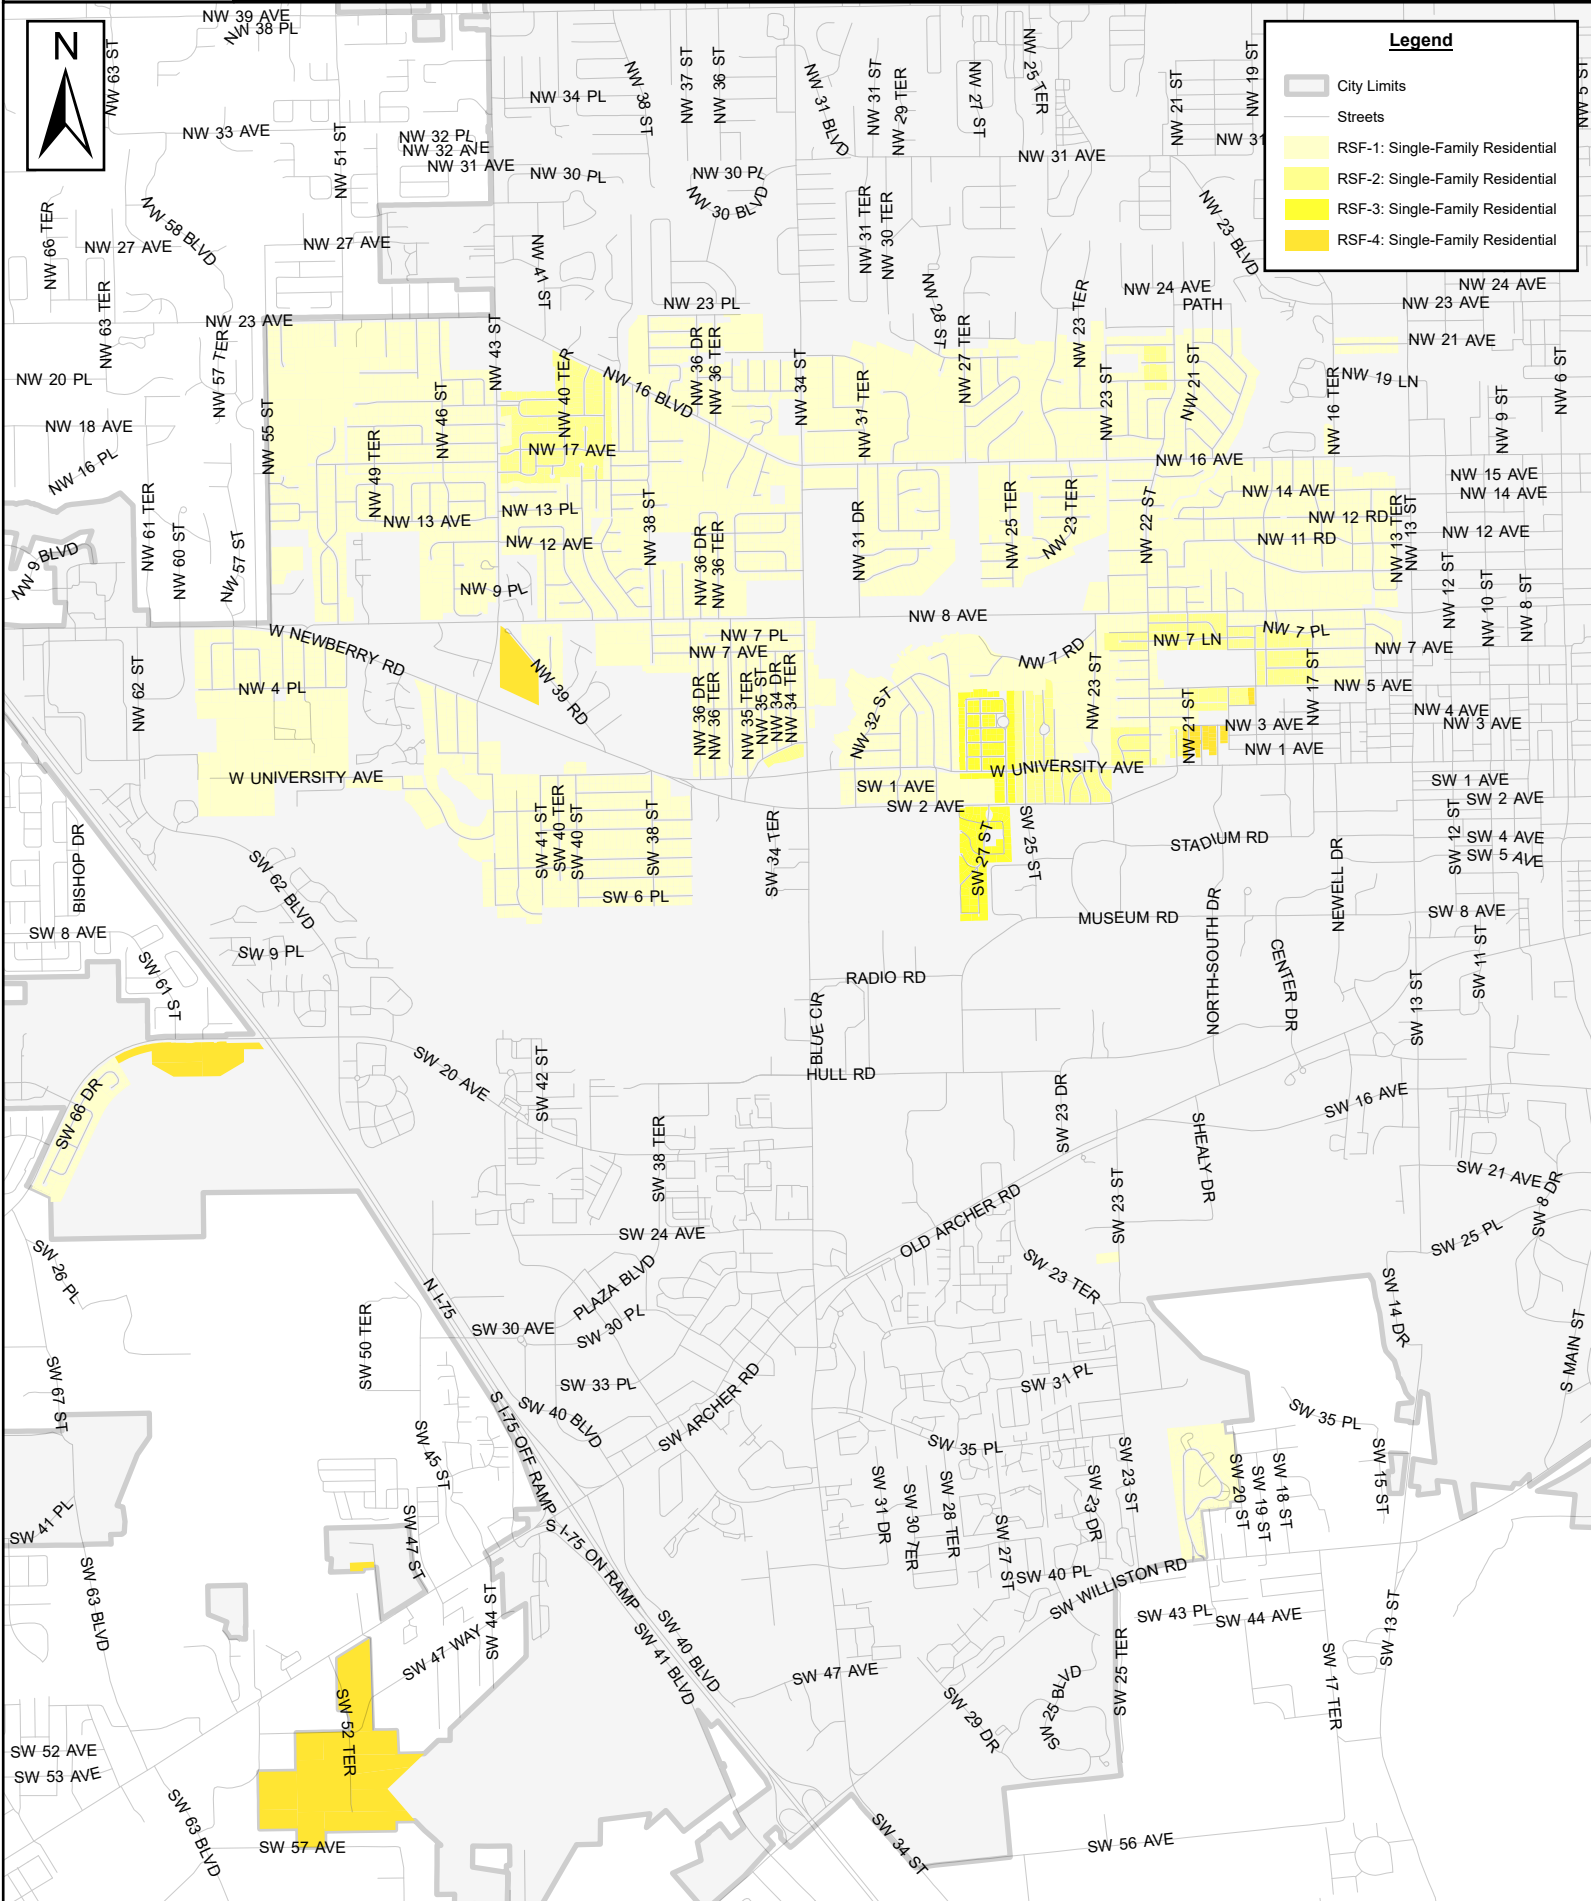 NW 39 AVE
NW 38 PL
N
NW 63 ST
NW 38 ST
NW 37 ST
NW 36 ST
NW 31 BLVD
NW 31 ST
NW 29 TER
NW 27 ST
NW 25 TER
NW 21 ST
NW 19 ST
NW 5 ST
Legend
City Limits
Streets
RSF-1: Single-Family Residential
RSF-2: Single-Family Residential
RSF-3: Single-Family Residential
RSF-4: Single-Family Residential
NW 34 PL
NW 33 AVE
NW 51 ST
NW 32 PL
NW 32 AVE
NW 31 AVE
NW 31
NW 31 AVE
NW 30 PL
NW 30 PL
NW 30 BLVD
NW 66 TER
NW 58 BLVD
NW 27 AVE
NW 27 AVE
NW 41 ST
NW 31 TER
NW 30 TER
NW 28 ST
NW 23 BLVD
NW 63 TER
NW 23 AVE
NW 57 TER
NW 43 ST
NW 23 PL
NW 36 DR
NW 36 TER
NW 34 ST
NW 27 TER
NW 23 TER
NW 24 AVE
PATH
NW 24 AVE
NW 23 AVE
NW 21 AVE
NW 20 PL
NW 40 TER
NW 16 BLVD
NW 31 TER
NW 23 ST
NW 21 ST
NW 16 TER
NW 19 LN
NW 9 ST
NW 6 ST
NW 18 AVE
NW 16 PL
NW 55 ST
NW 49 TER
NW 46 ST
NW 17 AVE
NW 16 AVE
NW 15 AVE
NW 14 AVE
NW 14 AVE
NW 61 TER
NW 60 ST
NW 57 ST
NW 13 AVE
NW 13 PL
NW 12 AVE
NW 38 ST
NW 36 DR
NW 36 TER
NW 31 DR
NW 25 TER
NW 23 TER
NW 22 ST
NW 12 RD
NW 11 RD
NW 13 TER
NW 13 ST
NW 12 AVE
NW 9 BLVD
NW 9 PL
NW 8 AVE
NW 12 ST
NW 10 ST
NW 8 ST
W NEWBERRY RD
NW 7 PL
NW 7 AVE
NW 7 RD
NW 7 LN
NW 7 PL
NW 7 AVE
NW 62 ST
NW 4 PL
NW 39 RD
NW 36 DR
NW 36 TER
NW 35 TER
NW 35 ST
NW 34 DR
NW 34 TER
NW 32 ST
NW 23 ST
NW 21 ST
NW 17 ST
NW 5 AVE
NW 4 AVE
NW 3 AVE
NW 3 AVE
NW 1 AVE
W UNIVERSITY AVE
W UNIVERSITY AVE
SW 1 AVE
SW 2 AVE
SW 1 AVE
SW 2 AVE
BISHOP DR
SW 62 BLVD
SW 41 ST
SW 40 TER
SW 40 ST
SW 38 ST
SW 34 TER
SW 27 ST
SW 25 ST
STADIUM RD
NEWELL DR
SW 12 ST
SW 4 AVE
SW 5 AVE
SW 6 PL
SW 8 AVE
SW 9 PL
SW 61 ST
MUSEUM RD
NORTH-SOUTH DR
CENTER DR
SW 8 AVE
SW 11 ST
SW 13 ST
RADIO RD
BLUE CIR
HULL RD
SW 66 DR
SW 20 AVE
SW 42 ST
SW 38 TER
SW 23 DR
SHEALY DR
SW 16 AVE
SW 21 AVE
SW 8 DR
SW 23 ST
OLD ARCHER RD
SW 24 AVE
SW 25 PL
SW 26 PL
N I-75
PLAZA BLVD
SW 23 TER
SW 14 DR
S MAIN ST
SW 50 TER
SW 30 AVE
SW 30 PL
SW 67 ST
SW 33 PL
SW 31 PL
SW 40 BLVD
SW ARCHER RD
SW 35 PL
SW 35 PL
SW 45 ST
S I-75 OFF RAMP
SW 31 DR
SW 30 TER
SW 28 TER
SW 27 ST
SW 23 DR
SW 23 ST
SW 20 ST
SW 19 ST
SW 18 ST
SW 15 ST
SW 41 PL
SW 47 ST
S I-75 ON RAMP
SW 40 PL
SW WILLISTON RD
SW 63 BLVD
SW 44 ST
SW 47 WAY
SW 41 BLVD
SW 40 BLVD
SW 43 PL
SW 44 AVE
SW 13 ST
SW 47 AVE
SW 25 BLVD
SW 25 TER
SW 17 TER
SW 29 DR
SW 52 TER
SW 52 AVE
SW 53 AVE
SW 63 BLVD
SW 57 AVE
SW 34 ST
SW 56 AVE